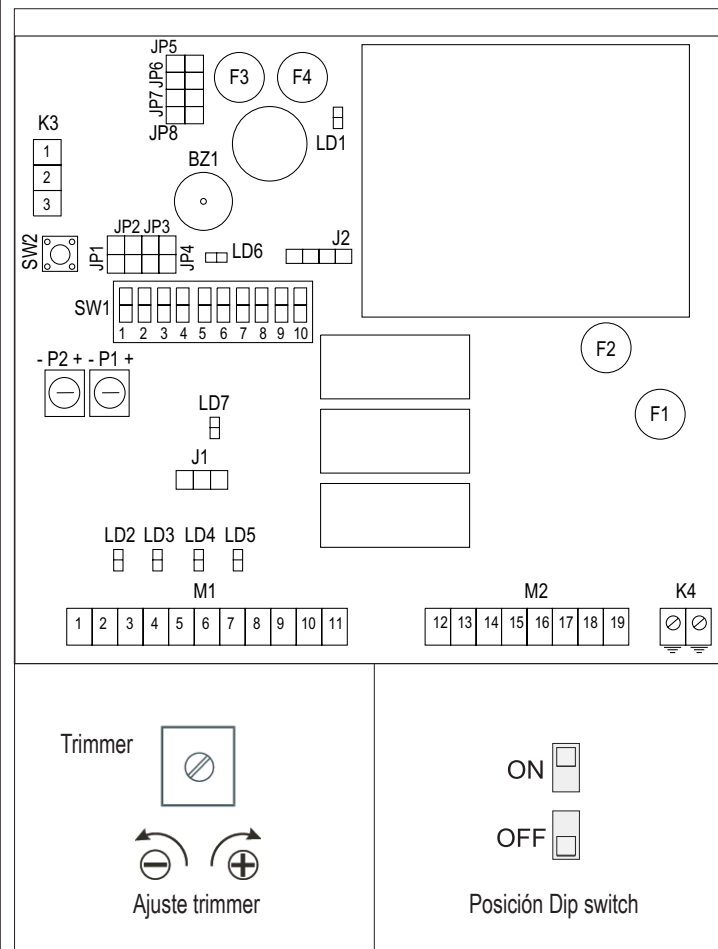 JP5
JP6
JP7
JP8
F3
F4
LD1
K3
1
2
3
BZ1
SW2
JP1
JP2 JP3
JP4
LD6
J2
SW1
1 2 3 4 5 6 7 8 9 10
- P2 + - P1 +
F2
F1
LD7
J1
LD2 LD3 LD4 LD5
M1
M2
K4
1 2 3 4 5 6 7 8 9 10 11
12 13 14 15 16 17 18 19
Trimmer
Ajuste trimmer
ON
OFF
Posición Dip switch